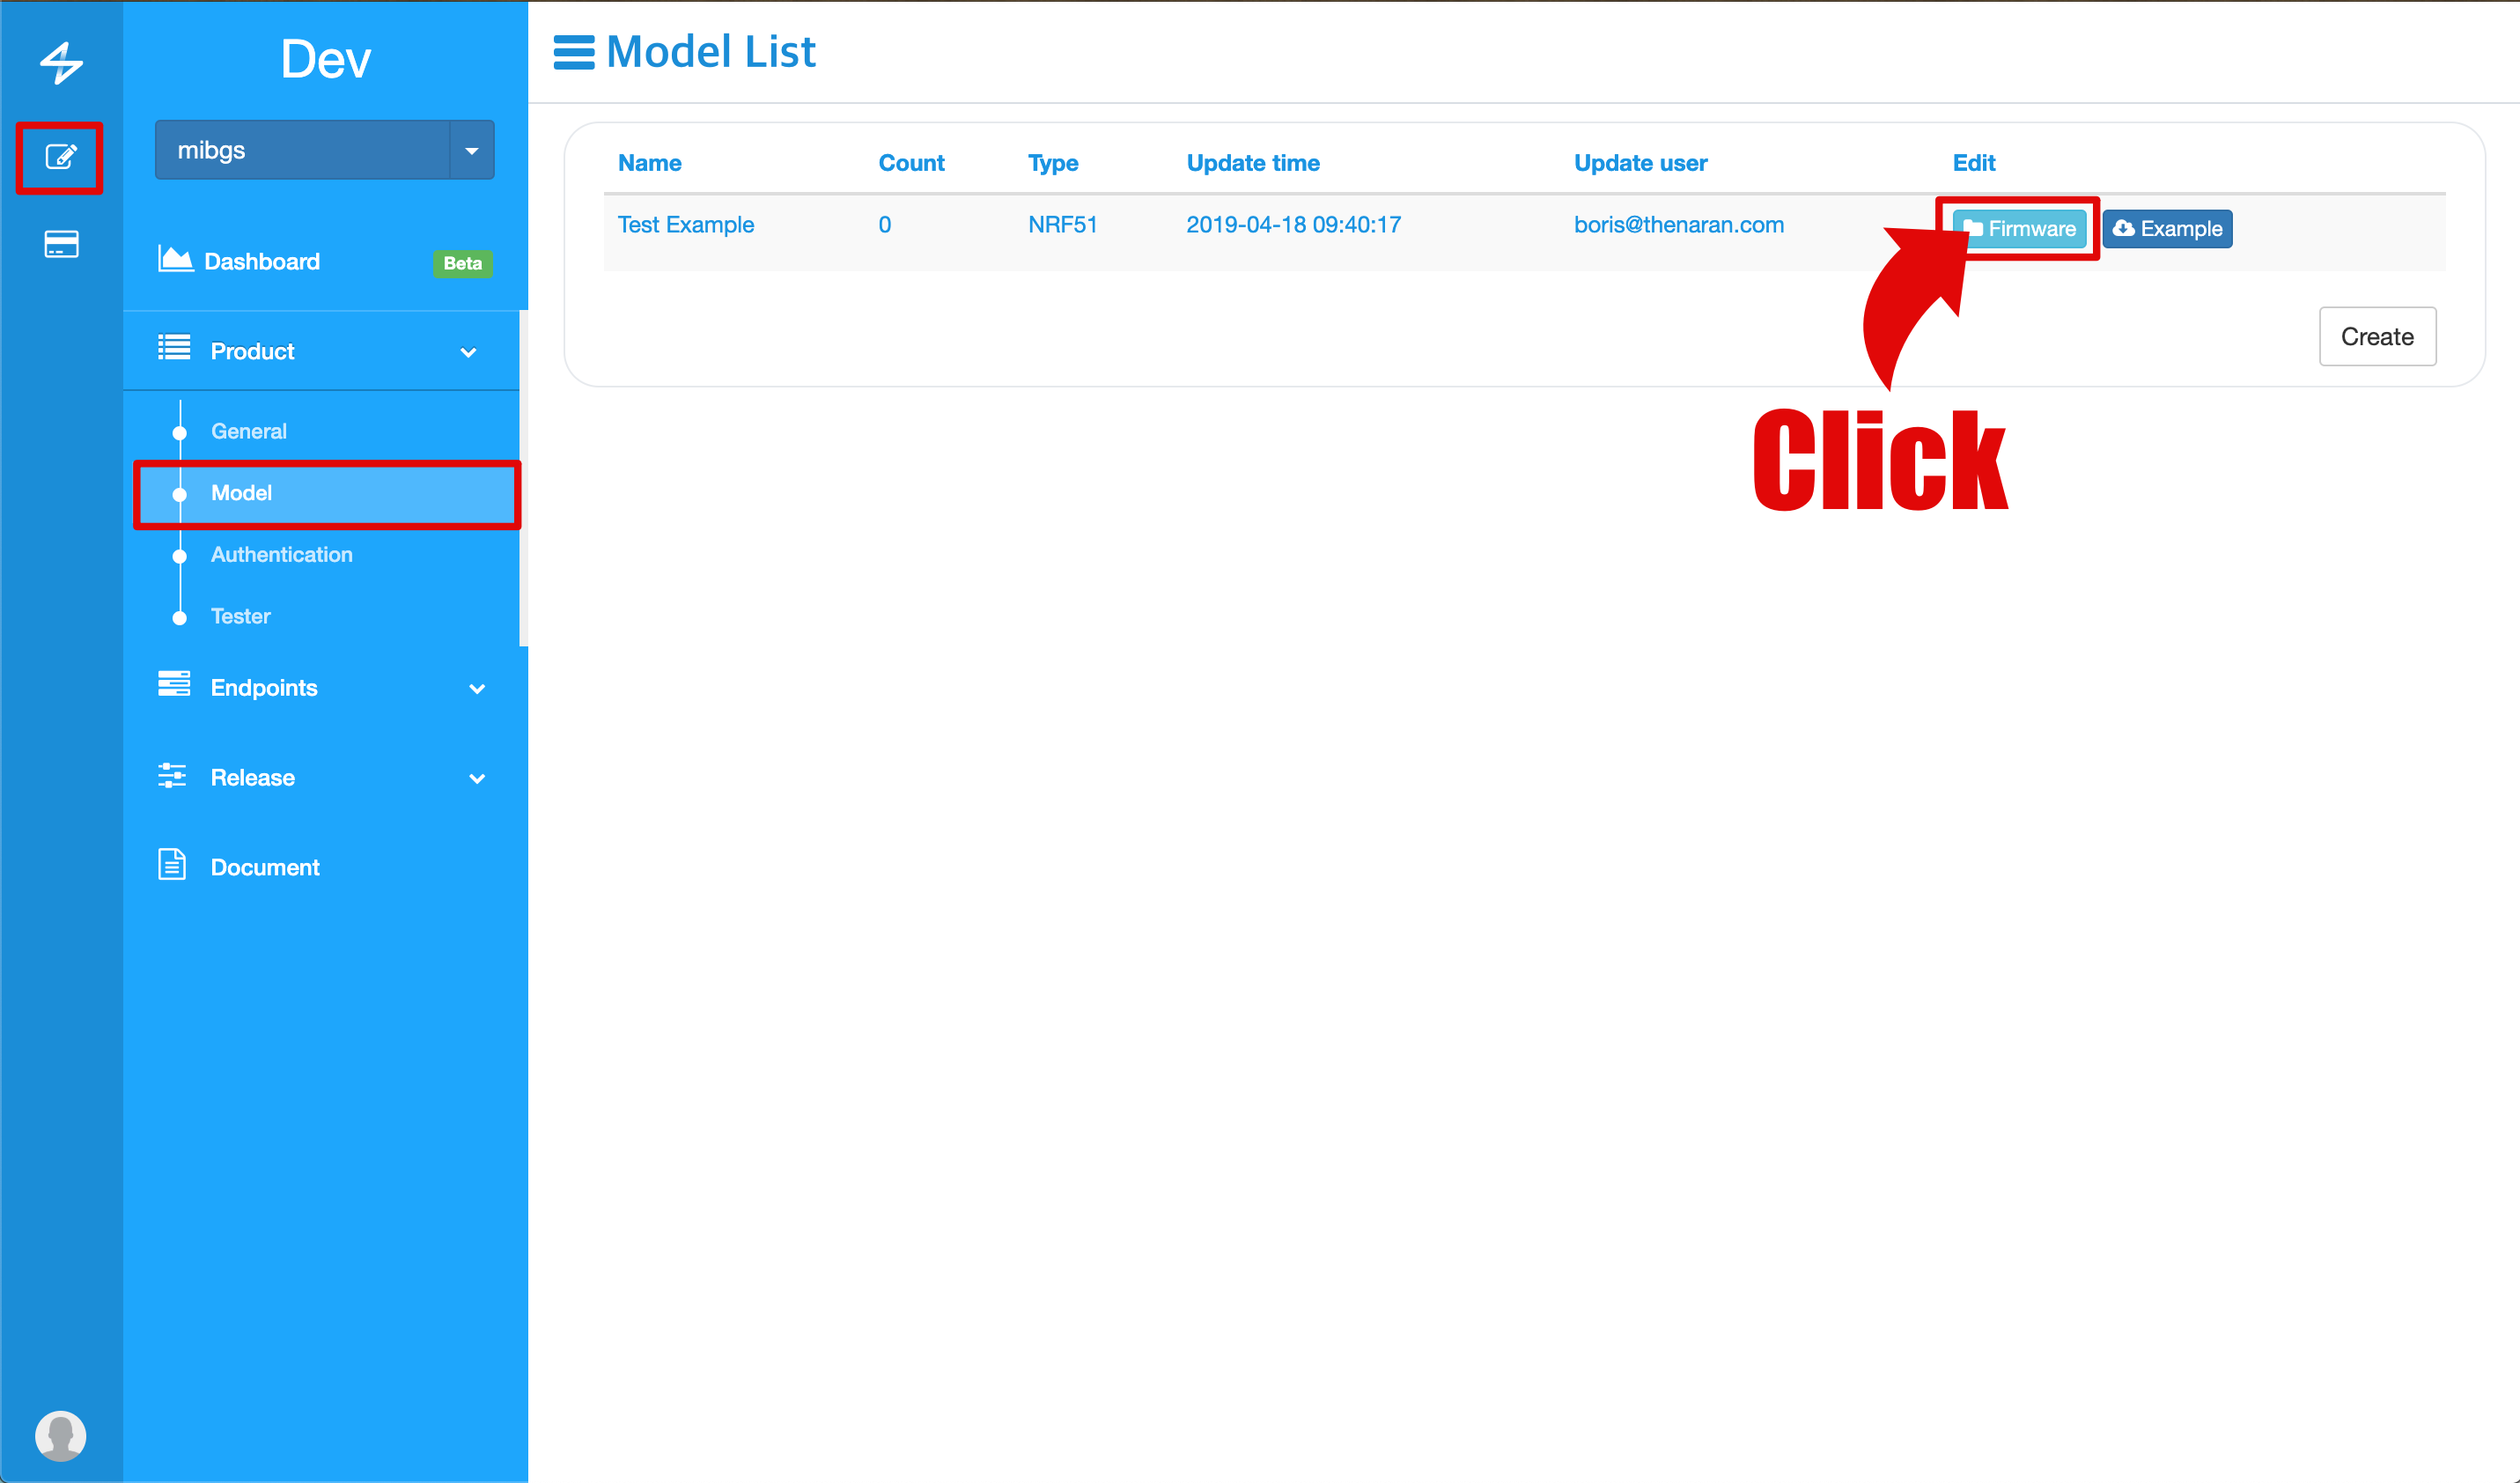 Dev
mibgs
Dashboard Beta
Product
General
Model
Authentication
Tester
Endpoints
Release
Document
Model List
Name Count Type Update time Update user Edit
Test Example 0 NRF51 2019-04-18 09:40:17 boris@thenaran.com Firmware Example
Create
Click